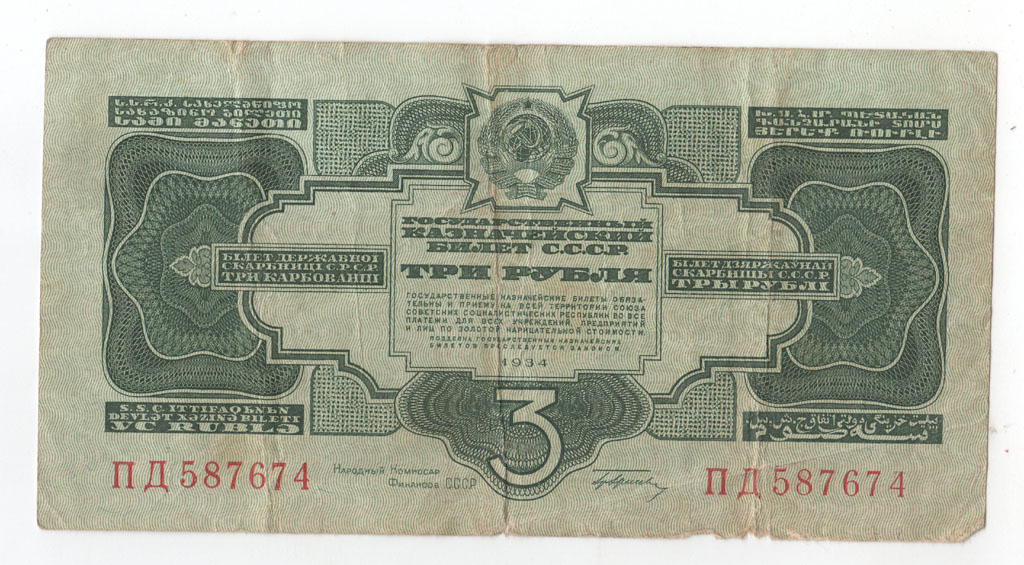 ГОСУДАРСТВЕННЫЙ
КАЗНАЧЕЙСКИЙ
БИЛЕТ С.С.С.Р.
ТРИ РУБЛЯ
БІЛЕТ ДЕРЖАВНОЇ
СКАРБНИЦІ С.Р.С.Р.
ТРИ КАРБОВАНЦІ
БІЛЕТ ДЗЯРЖАЎНАЙ
СКАРБНІЦЫ С.С.С.Р.
ТРЫ РУБЛІ
ГОСУДАРСТВЕННЫЕ КАЗНАЧЕЙСКИЕ БИЛЕТЫ ОБЯЗА-
ТЕЛЬНЫ К ПРИЕМУ НА ВСЕЙ ТЕРРИТОРИИ СОЮЗА
СОВЕТСКИХ СОЦИАЛИСТИЧЕСКИХ РЕСПУБЛИК ВО ВСЕ
ПЛАТЕЖИ ДЛЯ ВСЕХ УЧРЕЖДЕНИЙ, ПРЕДПРИЯТИЙ
И ЛИЦ ПО ЗОЛОТОЙ НАРИЦАТЕЛЬНОЙ СТОИМОСТИ.
ПОДДЕЛКА ГОСУДАРСТВЕННЫХ КАЗНАЧЕЙСКИХ
БИЛЕТОВ ПРЕСЛЕДУЕТСЯ ЗАКОНОМ.
1934
3
S.S.C. ITTIFAQЬNЬN
DEVLƏT XƏZINƏ BILETI
YC RUBLƏ
ПД 587674
Народный Комиссар
Финансов СССР
ПД 587674